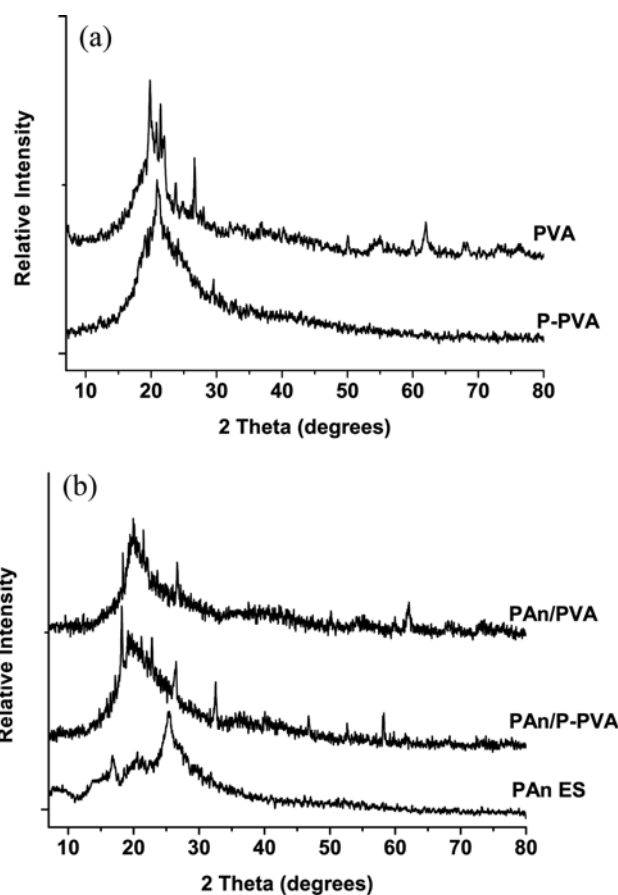 (a)
Relative Intensity
PVA
P-PVA
10 20 30 40 50 60 70 80
2 Theta (degrees)
(b)
Relative Intensity
PAn/PVA
PAn/P-PVA
PAn ES
10 20 30 40 50 60 70 80
2 Theta (degrees)